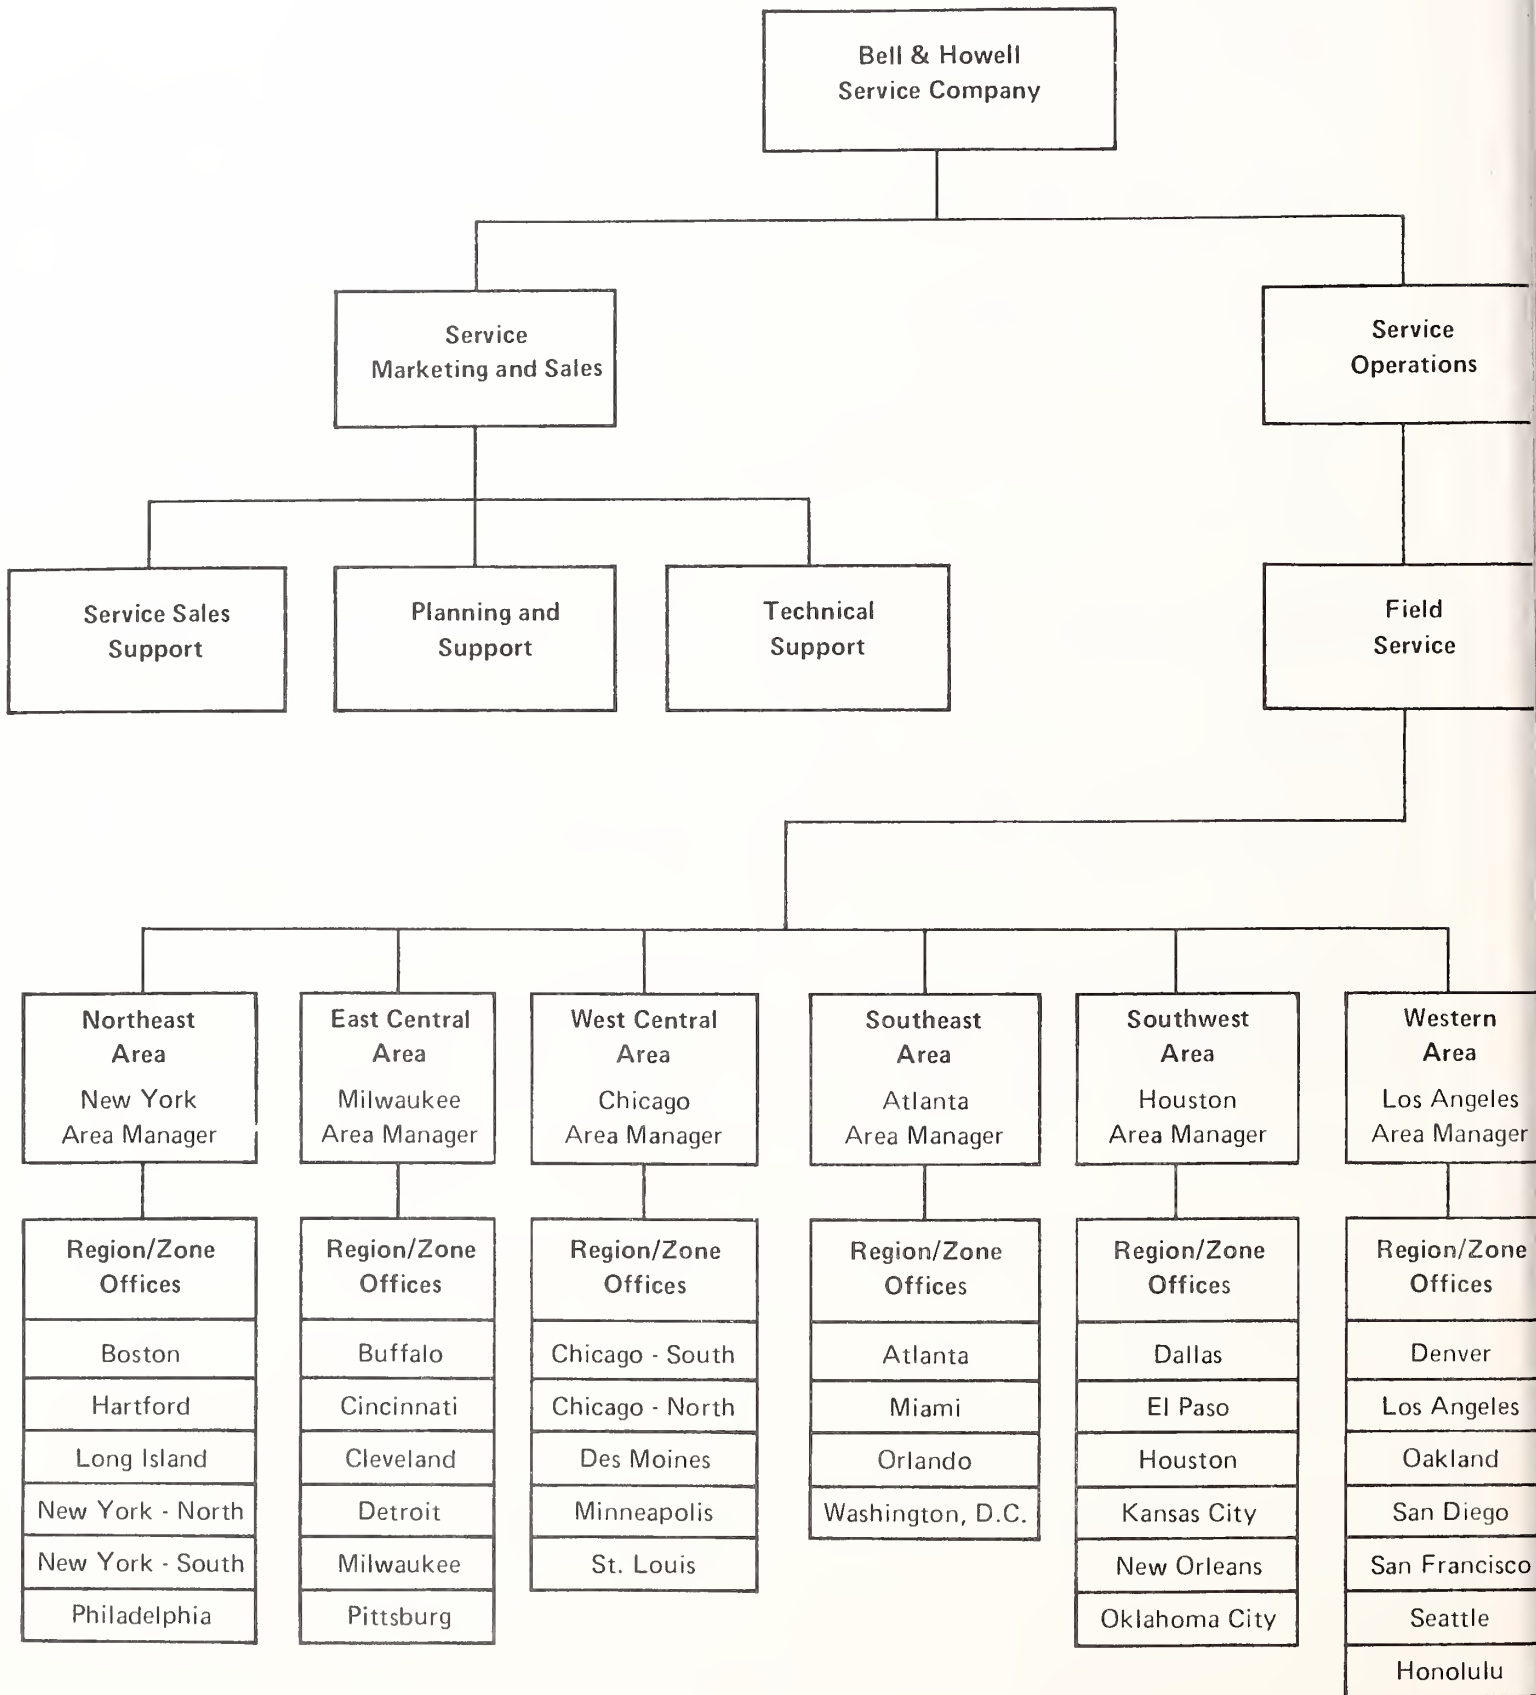 Bell & Howell
Service Company
Service
Marketing and Sales
Service
Operations
Service Sales
Support
Planning and
Support
Technical
Support
Field
Service
Northeast
Area
New York
Area Manager
East Central
Area
Milwaukee
Area Manager
West Central
Area
Chicago
Area Manager
Southeast
Area
Atlanta
Area Manager
Southwest
Area
Houston
Area Manager
Western
Area
Los Angeles
Area Manager
Region/Zone
Offices
Boston
Hartford
Long Island
New York - North
New York - South
Philadelphia
Region/Zone
Offices
Buffalo
Cincinnati
Cleveland
Detroit
Milwaukee
Pittsburg
Region/Zone
Offices
Chicago - South
Chicago - North
Des Moines
Minneapolis
St. Louis
Region/Zone
Offices
Atlanta
Miami
Orlando
Washington, D.C.
Region/Zone
Offices
Dallas
El Paso
Houston
Kansas City
New Orleans
Oklahoma City
Region/Zone
Offices
Denver
Los Angeles
Oakland
San Diego
San Francisco
Seattle
Honolulu